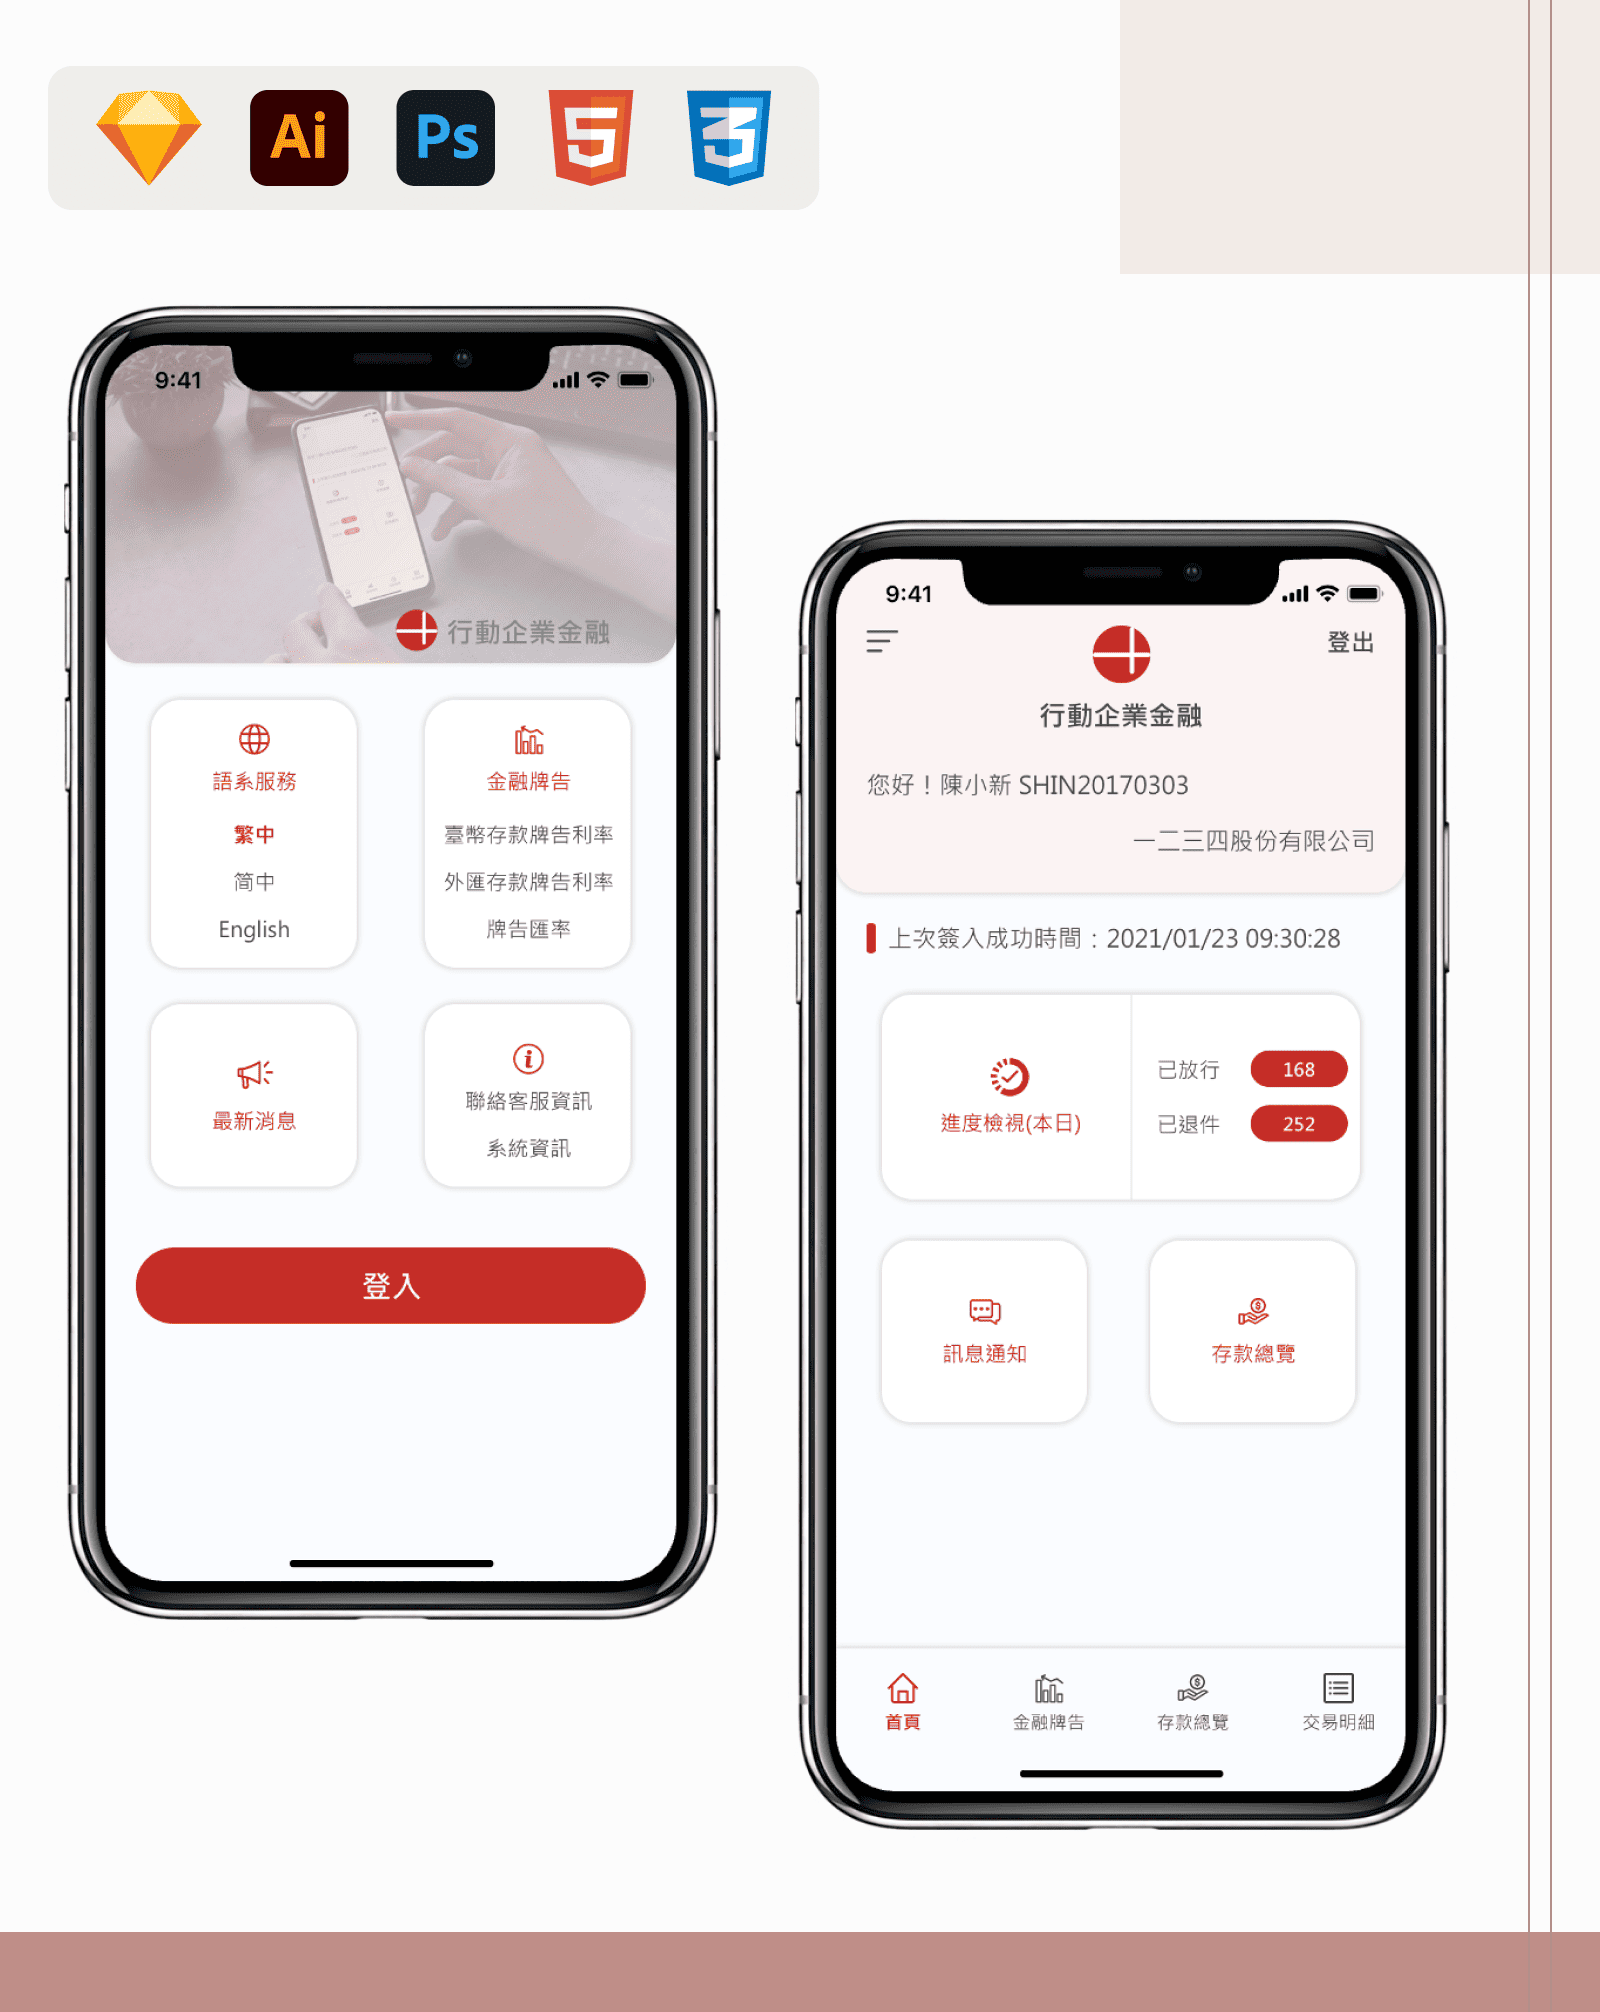 Ai
Ps
5
3
9:41
行動企業金融
語系服務
繁中
简中
English
金融牌告
臺幣存款牌告利率
外匯存款牌告利率
牌告匯率
最新消息
聯絡客服資訊
系統資訊
登入
9:41
登出
行動企業金融
您好！陳小新 SHIN20170303
一二三四股份有限公司
上次簽入成功時間：2021/01/23 09:30:28
進度檢視(本日)
已放行 168
已退件 252
訊息通知
存款總覽
首頁
金融牌告
存款總覽
交易明細